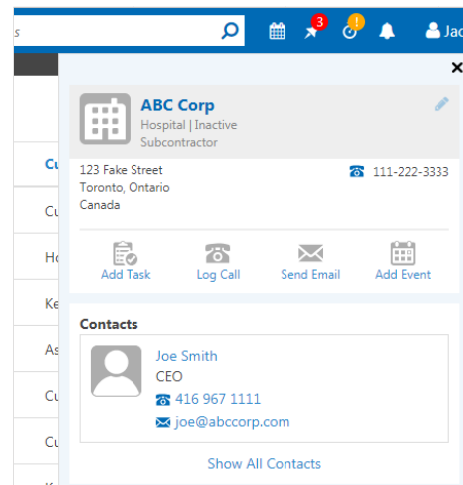 s
3
!
Jac
ABC Corp
Hospital | Inactive
Subcontractor
123 Fake Street
111-222-3333
Toronto, Ontario
Canada
Add Task
Log Call
Send Email
Add Event
Contacts
Joe Smith
CEO
416 967 1111
joe@abccorp.com
Show All Contacts
Cu
Cu
Ho
Ke
As
Cu
Cu